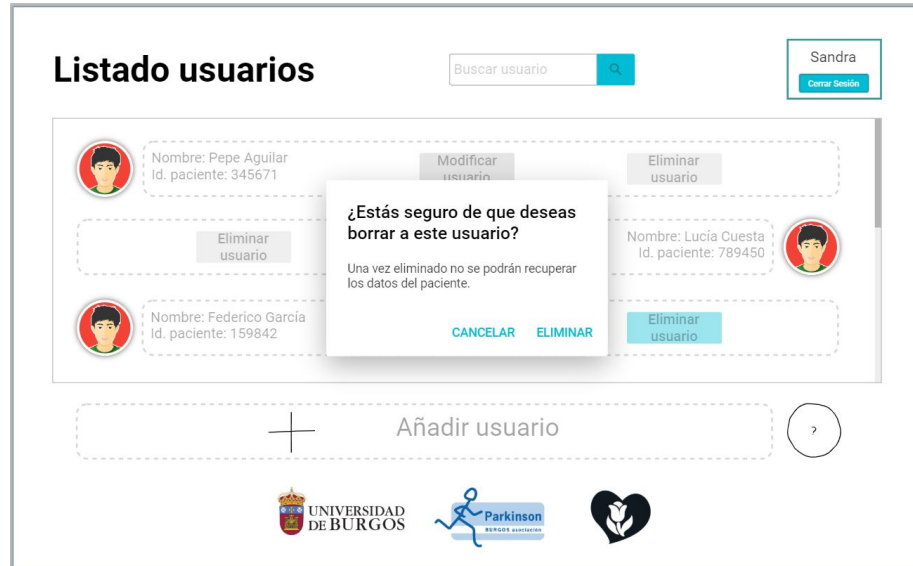 Listado usuarios
Buscar usuario
Sandra
Cerrar Sesión
Nombre: Pepe Aguilar
Id. paciente: 345671
Modificar
usuario
Eliminar
usuario
¿Estás seguro de que deseas
borrar a este usuario?
Una vez eliminado no se podrán recuperar
los datos del paciente.
CANCELAR ELIMINAR
Eliminar
usuario
Nombre: Lucía Cuesta
Id. paciente: 789450
Nombre: Federico García
Id. paciente: 159842
Eliminar
usuario
Añadir usuario
?
UNIVERSIDAD
DE BURGOS
Parkinson
BURGOS asociación